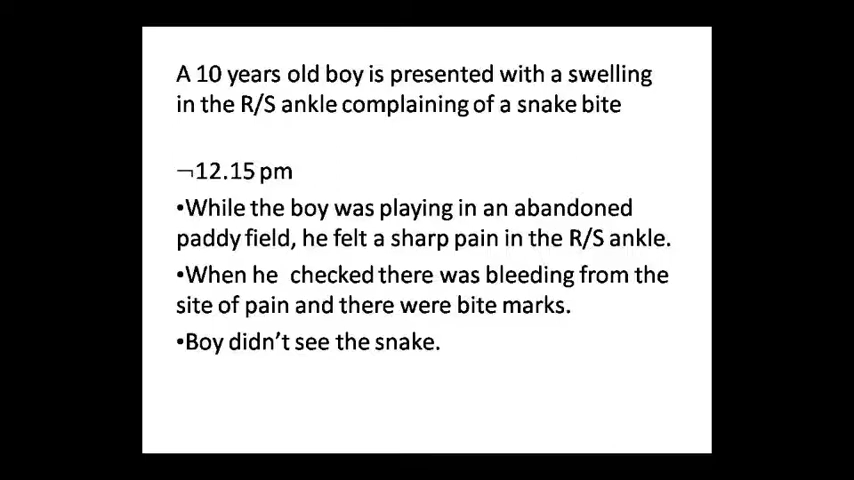 A 10 years old boy is presented with a swelling
in the R/S ankle complaining of a snake bite
¬12.15 pm
•While the boy was playing in an abandoned
paddy field, he felt a sharp pain in the R/S ankle.
•When he  checked there was bleeding from the
site of pain and there were bite marks.
•Boy didn’t see the snake.